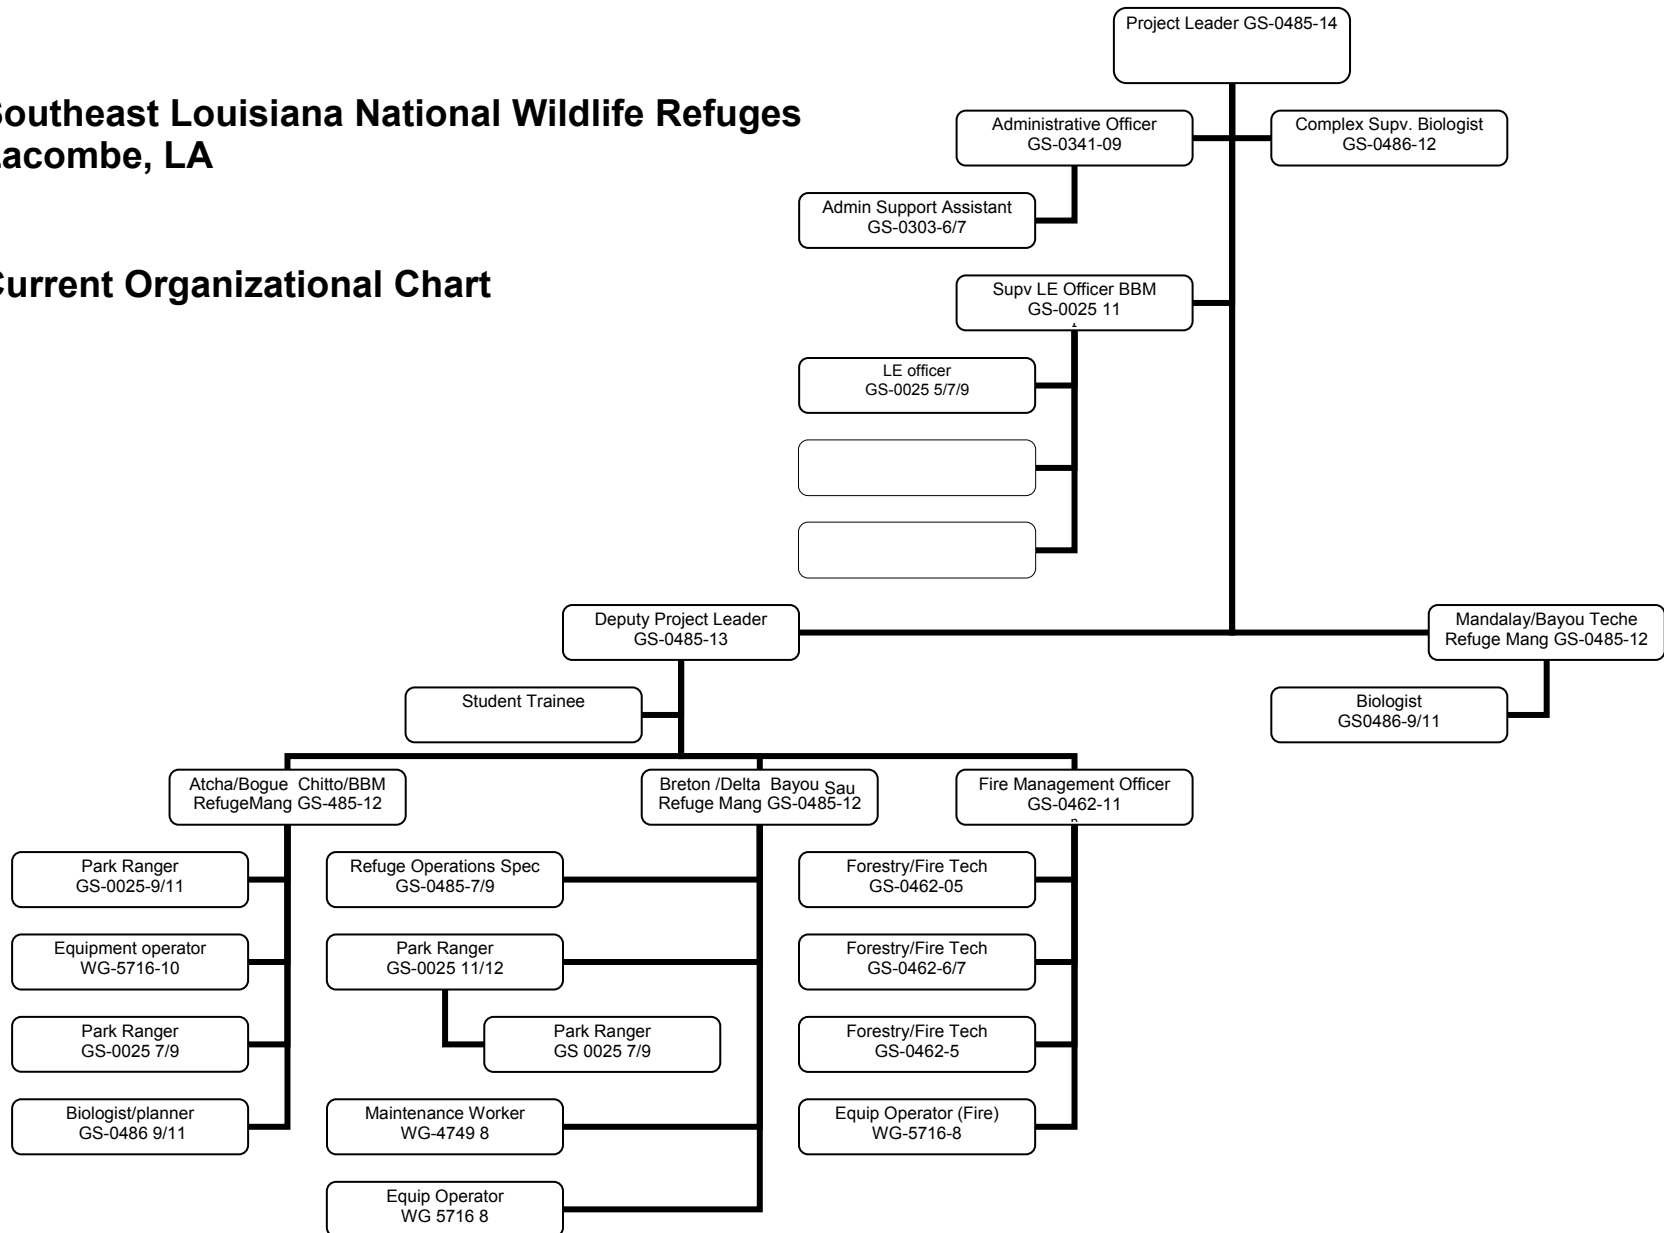 Project Leader GS-0485-14
Southeast Louisiana National Wildlife Refuges
Lacombe, LA
Administrative Officer
GS-0341-09
Complex Supv. Biologist
GS-0486-12
Admin Support Assistant
GS-0303-6/7
Current Organizational Chart
Supv LE Officer BBM
GS-0025 11
LE officer
GS-0025 5/7/9
Deputy Project Leader
GS-0485-13
Mandalay/Bayou Teche
Refuge Mang GS-0485-12
Student Trainee
Biologist
GS0486-9/11
Atcha/Bogue Chitto/BBM
RefugeMang GS-485-12
Breton /Delta Bayou Sau
Refuge Mang GS-0485-12
Fire Management Officer
GS-0462-11
Park Ranger
GS-0025-9/11
Refuge Operations Spec
GS-0485-7/9
Forestry/Fire Tech
GS-0462-05
Equipment operator
WG-5716-10
Park Ranger
GS-0025 11/12
Forestry/Fire Tech
GS-0462-6/7
Park Ranger
GS-0025 7/9
Park Ranger
GS 0025 7/9
Forestry/Fire Tech
GS-0462-5
Biologist/planner
GS-0486 9/11
Maintenance Worker
WG-4749 8
Equip Operator (Fire)
WG-5716-8
Equip Operator
WG 5716 8